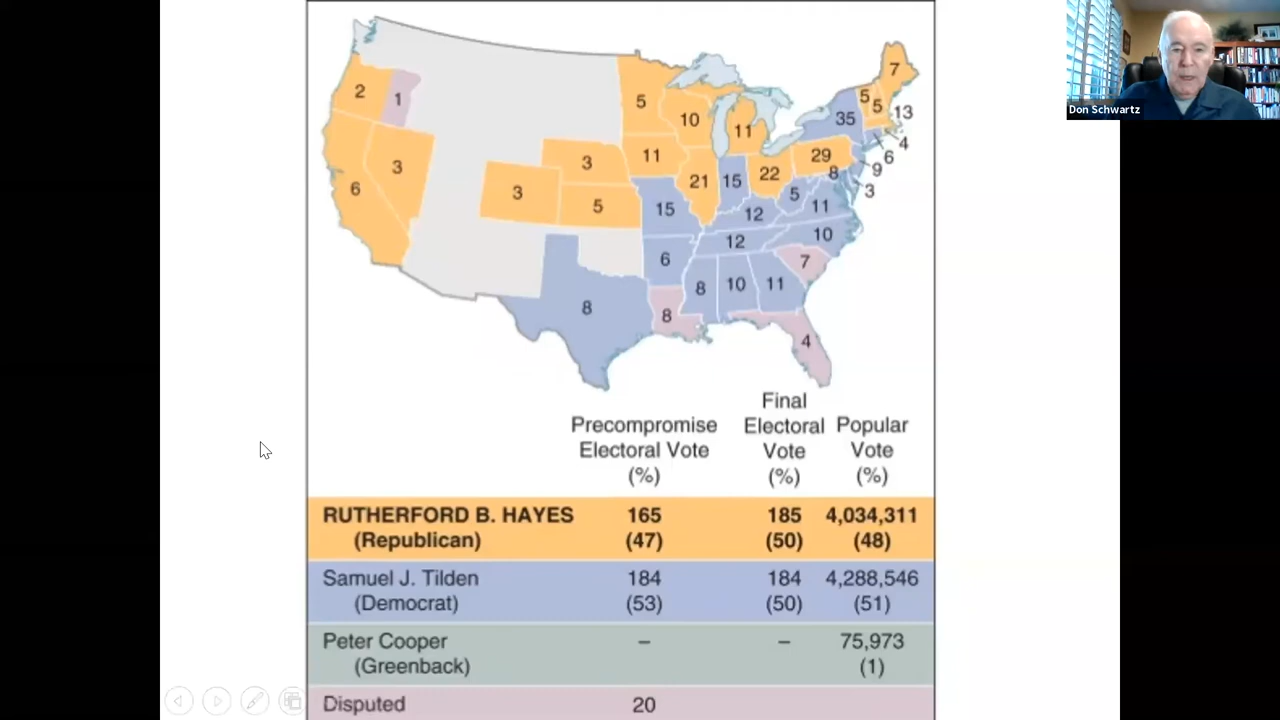 Don Schwartz
7
2
1
5
10
11
35
5
5
13
4
6
9
3
3
6
3
11
3
5
21
15
22
29
8
5
11
15
12
12
10
6
7
8
8
10
11
8
4
Precompromise
Electoral Vote
(%)
Final
Electoral
Vote
(%)
Popular
Vote
(%)
RUTHERFORD B. HAYES 165 185 4,034,311
(Republican) (47) (50) (48)
Samuel J. Tilden 184 184 4,288,546
(Democrat) (53) (50) (51)
Peter Cooper – – 75,973
(Greenback) (1)
Disputed 20